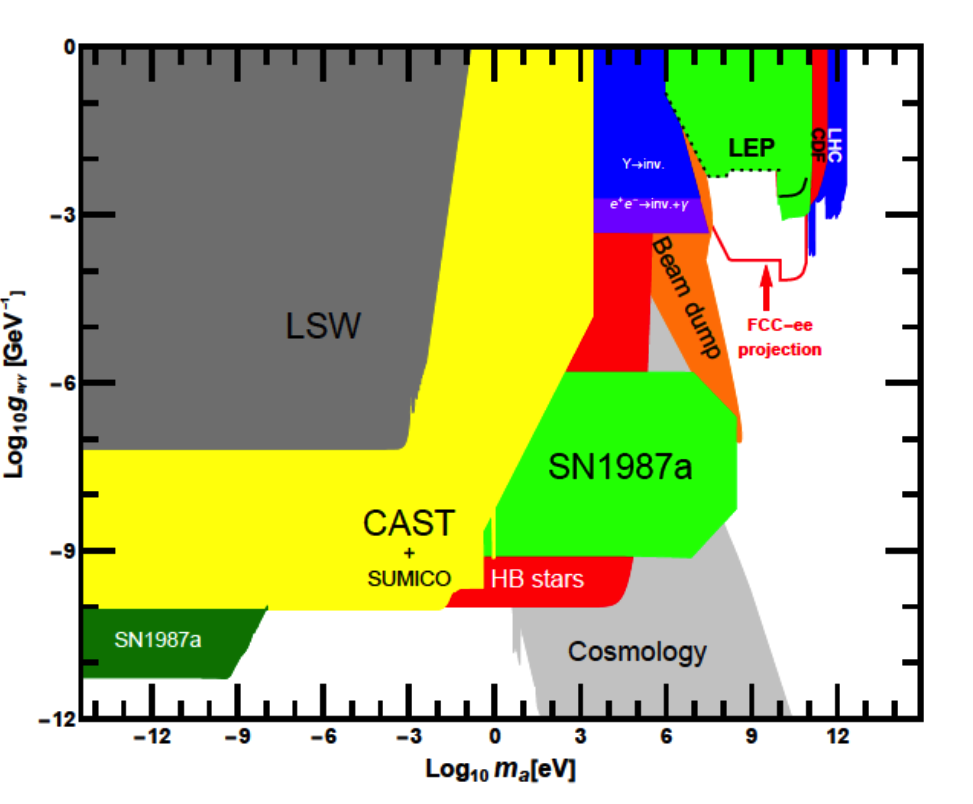 0
-3
-6
-9
-12
Log₁₀ gₐγγ [GeV⁻¹]
LSW
CAST
+
SUMICO
SN1987a
HB stars
SN1987a
Cosmology
Beam dump
Υ→inv.
e⁺e⁻→inv.+γ
LEP
CDF
LHC
FCC-ee
projection
-12 -9 -6 -3 0 3 6 9 12
Log₁₀ mₐ[eV]